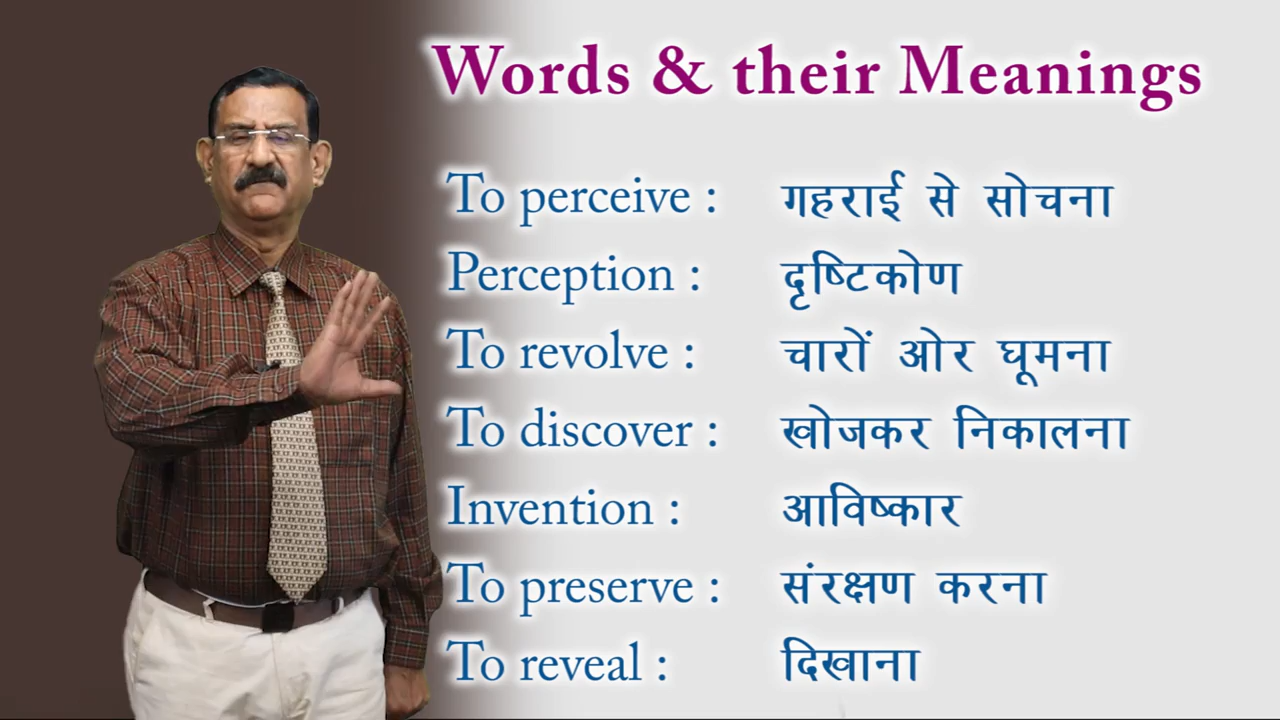 Words & their Meanings
To perceive : गहराई से सोचना
Perception : दृष्टिकोण
To revolve : चारों ओर घूमना
To discover : खोजकर निकालना
Invention : आविष्कार
To preserve : संरक्षण करना
To reveal : दिखाना